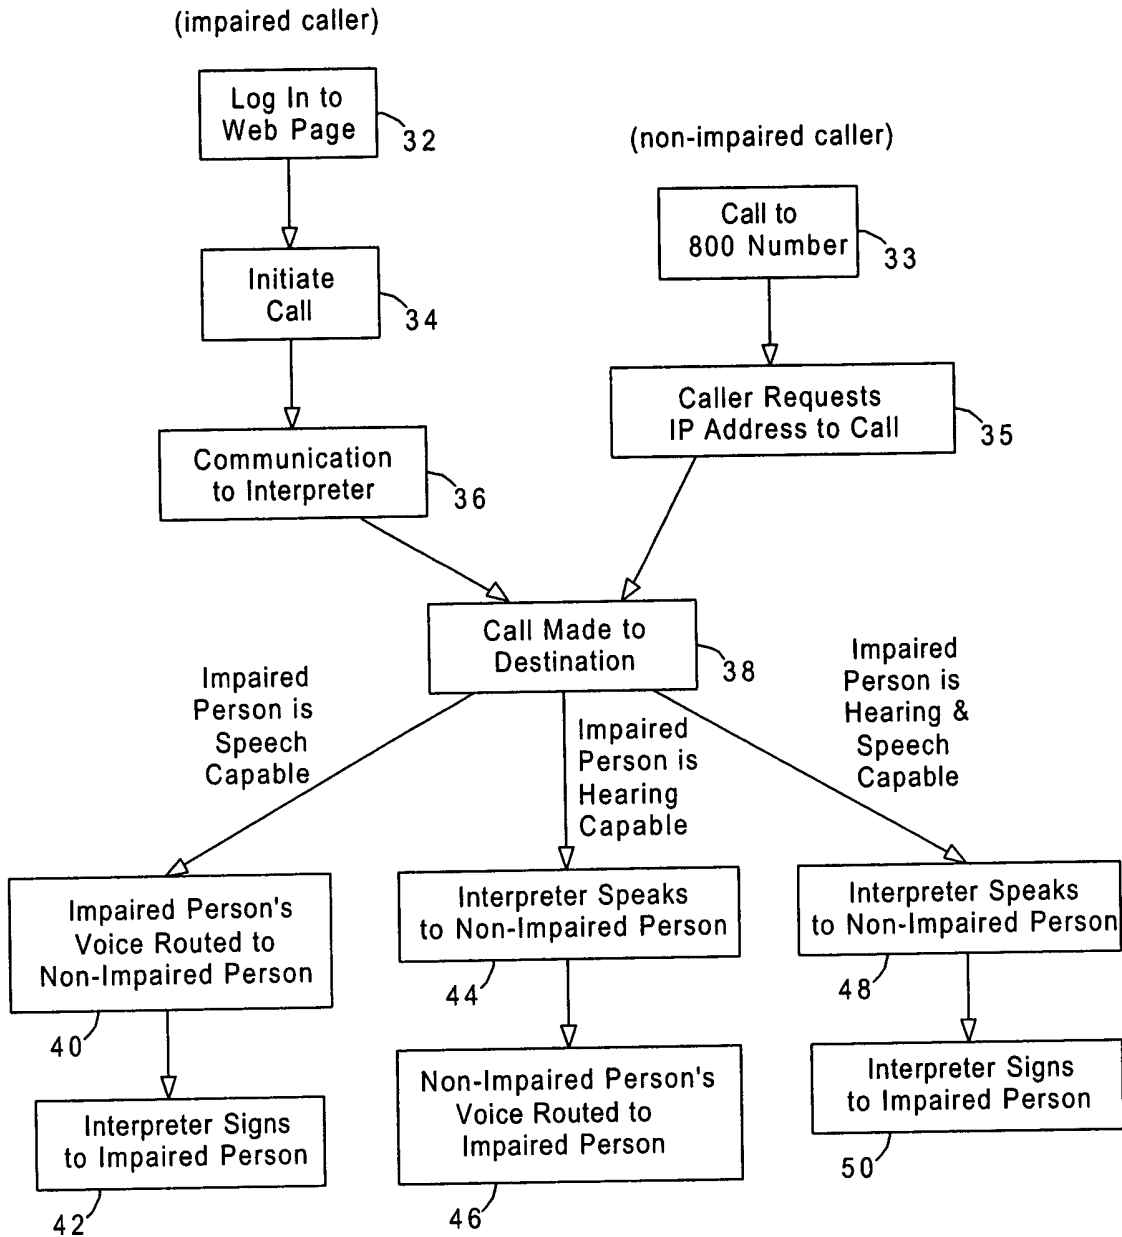 (impaired caller)
Log In to
Web Page
32
(non-impaired caller)
Call to
800 Number
33
Initiate
Call
34
Caller Requests
IP Address to Call
35
Communication
to Interpreter
36
Call Made to
Destination
38
Impaired
Person is
Speech
Capable
Impaired
Person is
Hearing
Capable
Impaired
Person is
Hearing &
Speech
Capable
Impaired Person's
Voice Routed to
Non-Impaired Person
40
Interpreter Speaks
to Non-Impaired Person
44
Interpreter Speaks
to Non-Impaired Person
48
Interpreter Signs
to Impaired Person
42
Non-Impaired Person's
Voice Routed to
Impaired Person
46
Interpreter Signs
to Impaired Person
50